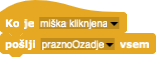 Ko je miška kliknjena
pošlji praznoOzadje vsem